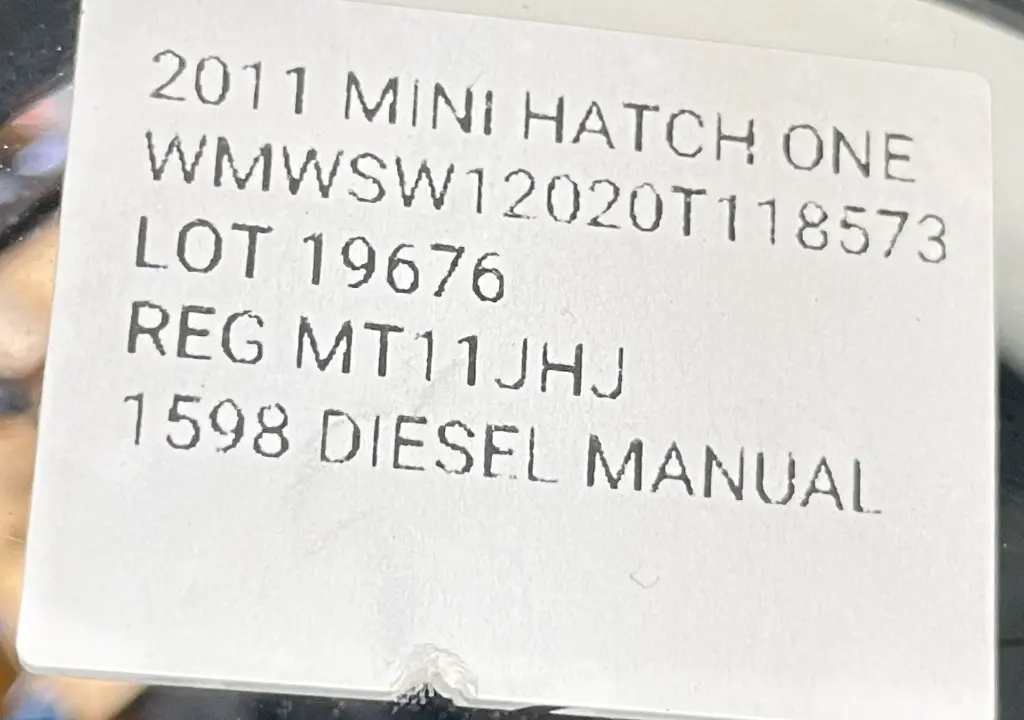 2011 MINI HATCH ONE
WMWSW12020T118573
LOT 19676
REG MT11JHJ
1598 DIESEL MANUAL